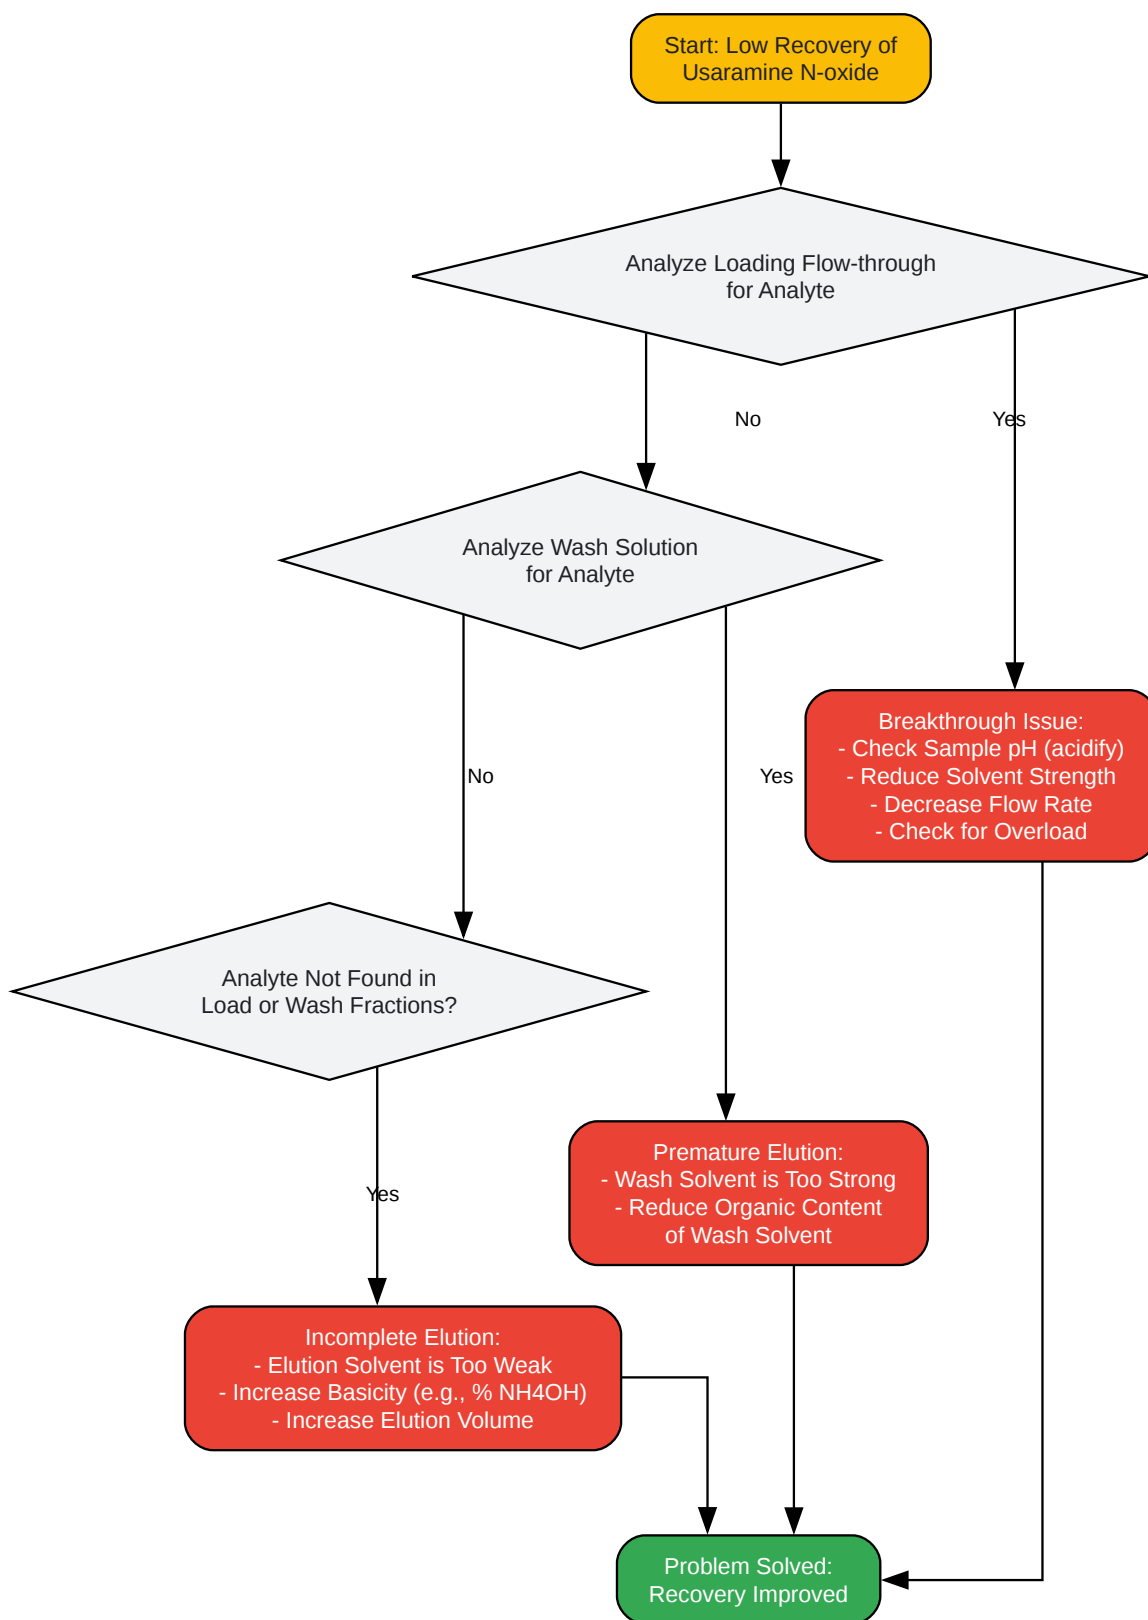 Start: Low Recovery of
Usaramine N-oxide
Analyze Loading Flow-through
for Analyte
No
Yes
Analyze Wash Solution
for Analyte
Breakthrough Issue:
- Check Sample pH (acidify)
- Reduce Solvent Strength
- Decrease Flow Rate
- Check for Overload
No
Yes
Analyte Not Found in
Load or Wash Fractions?
Premature Elution:
- Wash Solvent is Too Strong
- Reduce Organic Content
of Wash Solvent
Yes
Incomplete Elution:
- Elution Solvent is Too Weak
- Increase Basicity (e.g., % NH4OH)
- Increase Elution Volume
Problem Solved:
Recovery Improved